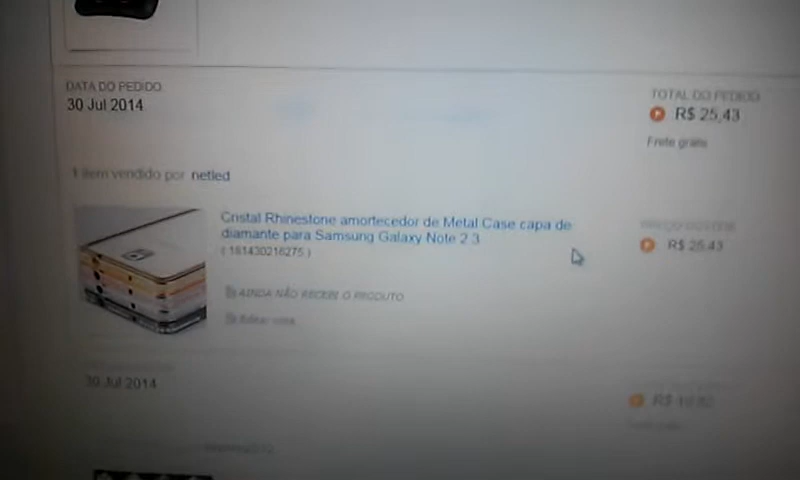 DATA DO PEDIDO
30 Jul 2014
TOTAL DO PEDIDO
R$ 25,43
Frete grátis
1 item vendido por netled
Cristal Rhinestone amortecedor de Metal Case capa de
diamante para Samsung Galaxy Note 2 3
( 161430216275 )
R$ 25,43
AINDA NÃO RECEBI O PRODUTO
30 Jul 2014
R$